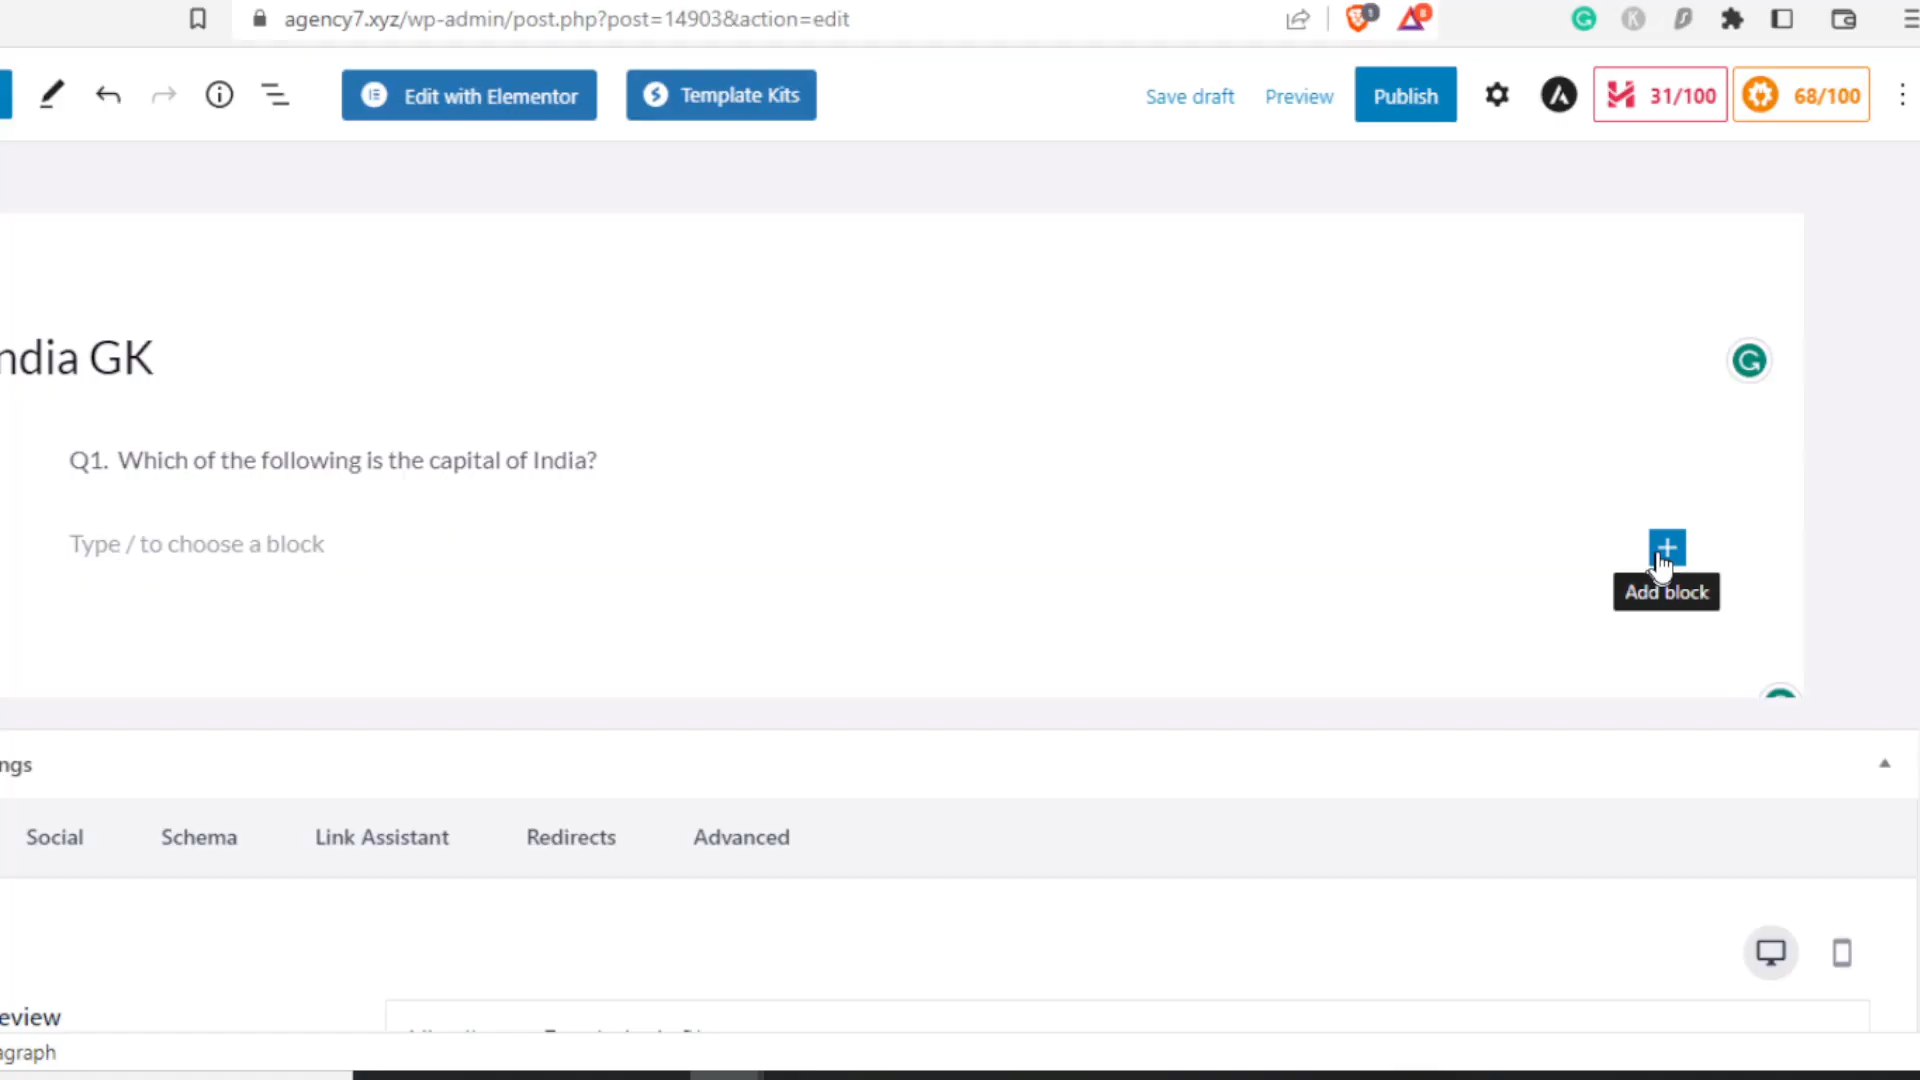 agency7.xyz/wp-admin/post.php?post=14903&action=edit
Edit with Elementor
Template Kits
Save draft
Preview
Publish
31/100
68/100
ndia GK
Q1. Which of the following is the capital of India?
Type / to choose a block
Add block
ngs
Social
Schema
Link Assistant
Redirects
Advanced
eview
agraph